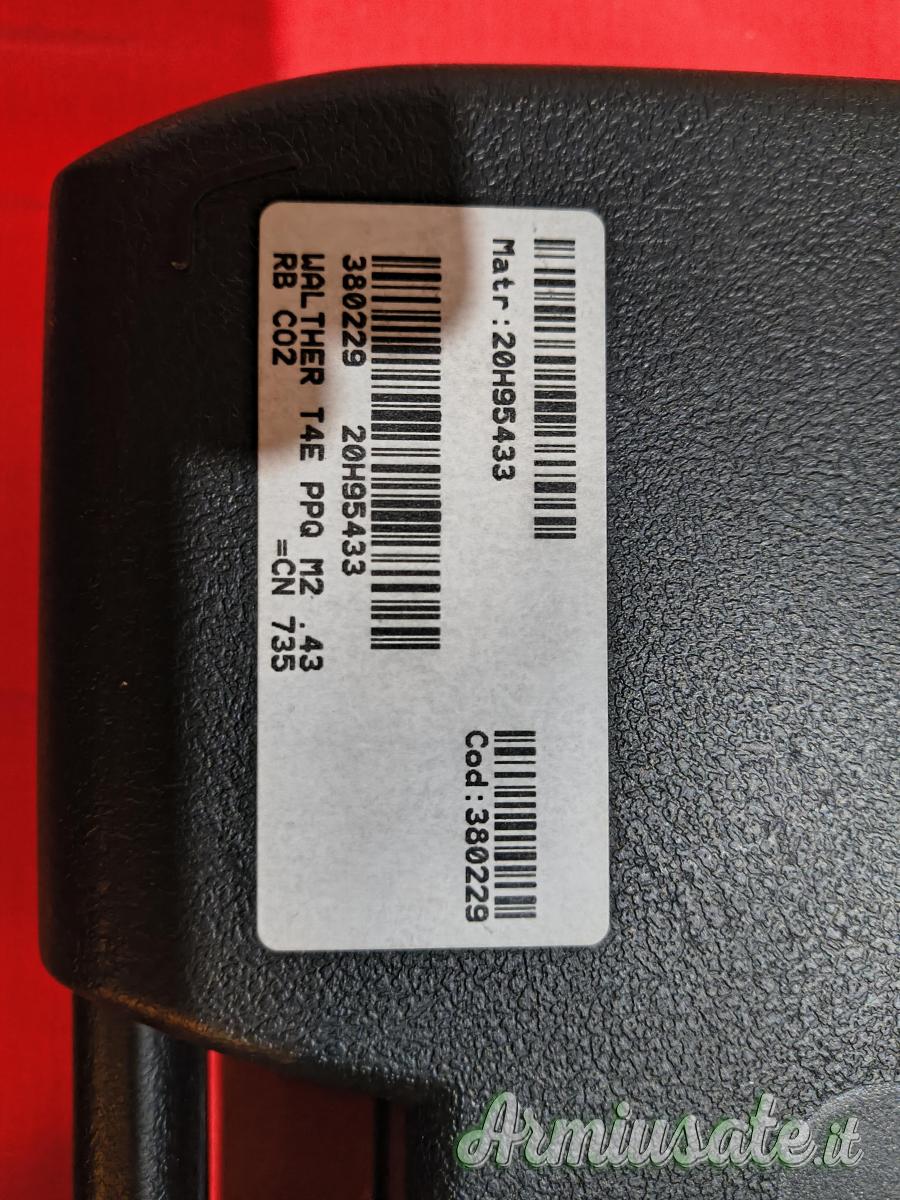 Matr:20H95433
Cod:380229
380229 20H95433
WALTHER T4E PPQ M2 .43
RB CO2 =CN 735
Armiusate.it